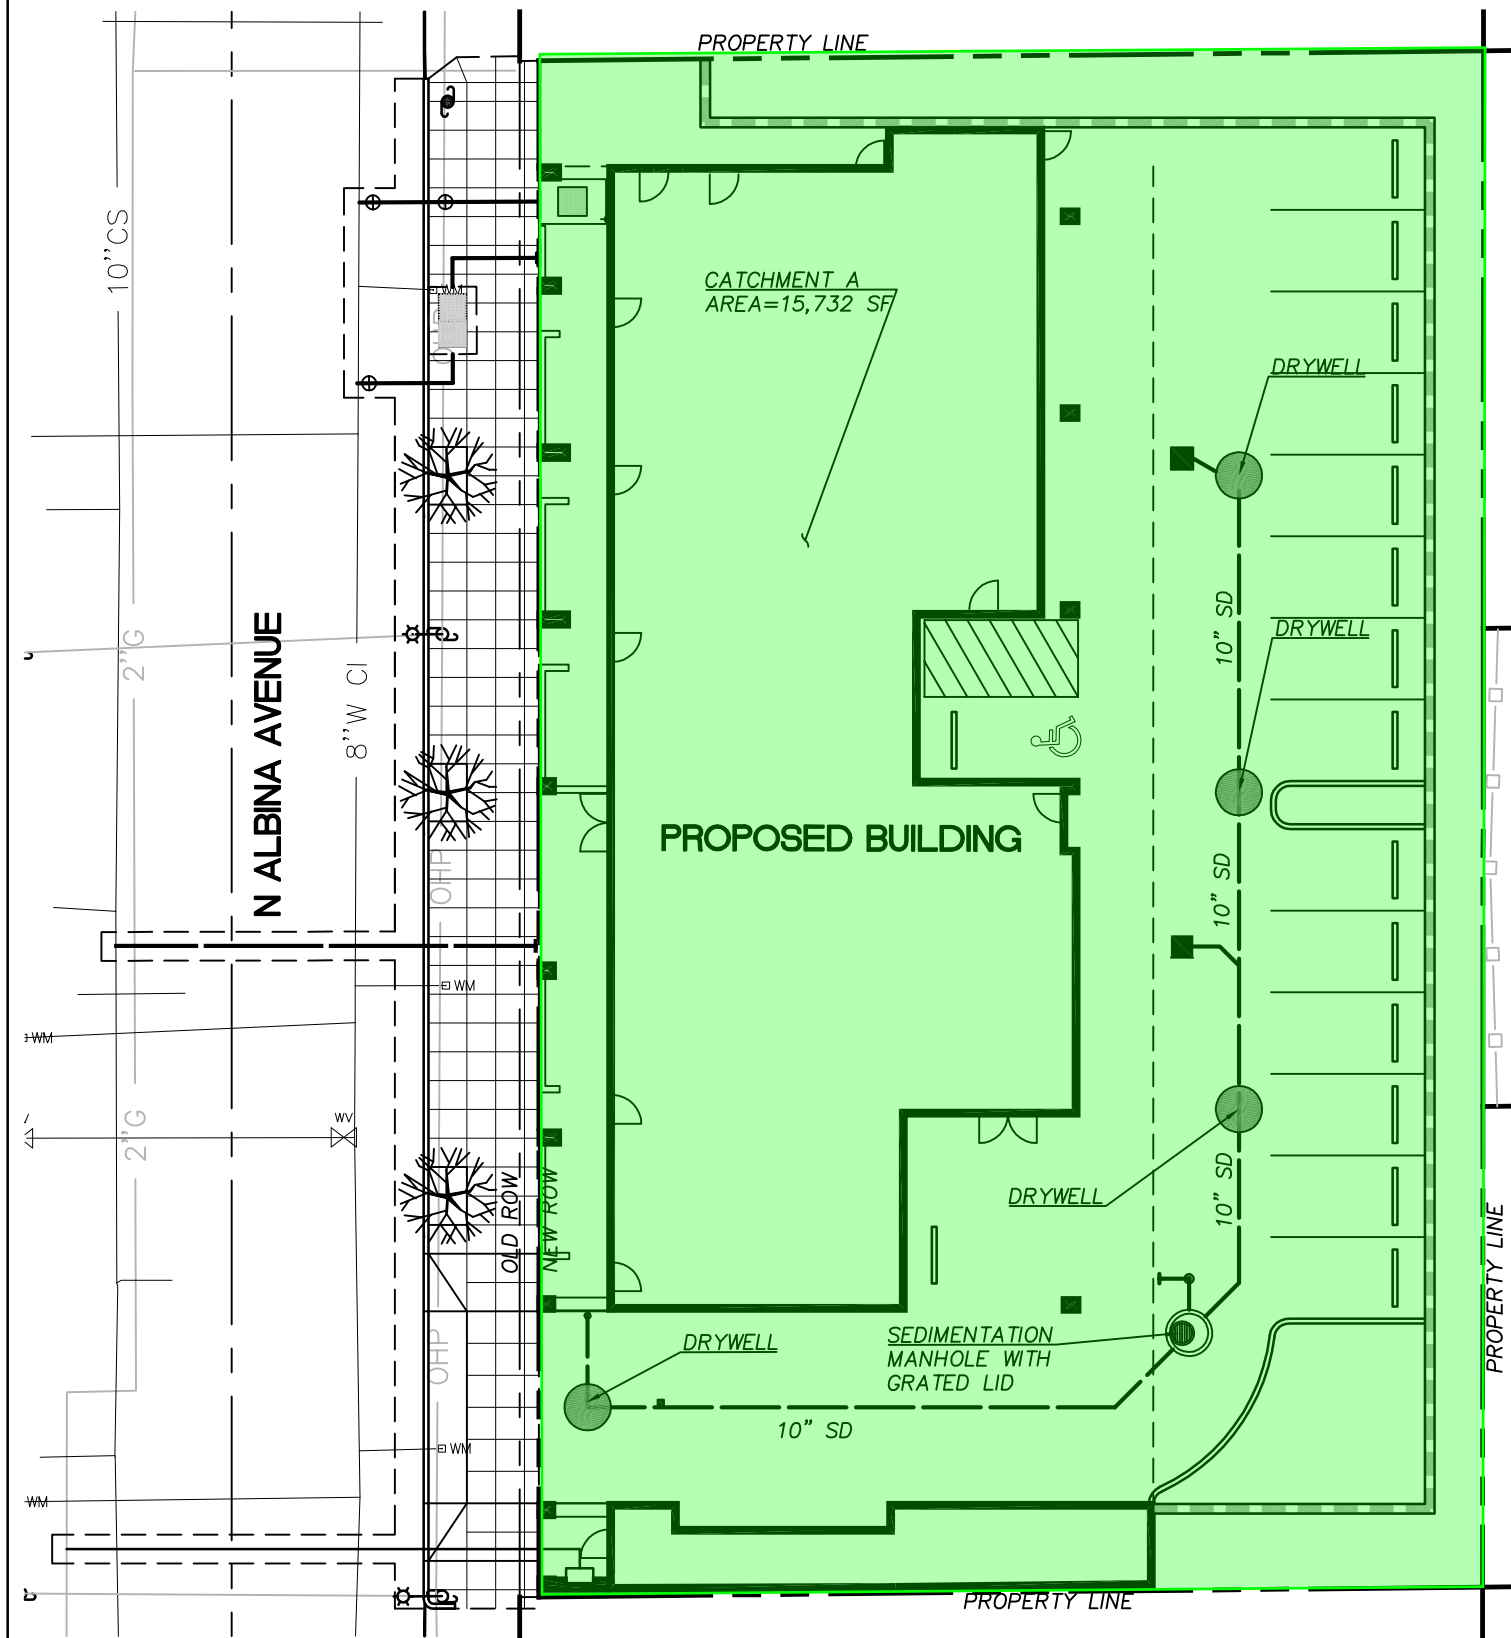 PROPERTY LINE
10"CS
CATCHMENT A
AREA=15,732 SF
DRYWELL
10" SD
DRYWELL
2"G
N ALBINA AVENUE
8"W CI
PROPOSED BUILDING
OHP
10" SD
WM
WM
2"G
WV
OLD ROW
NEW ROW
DRYWELL
10" SD
PROPERTY LINE
OHP
DRYWELL
SEDIMENTATION
MANHOLE WITH
GRATED LID
10" SD
WM
WM
PROPERTY LINE